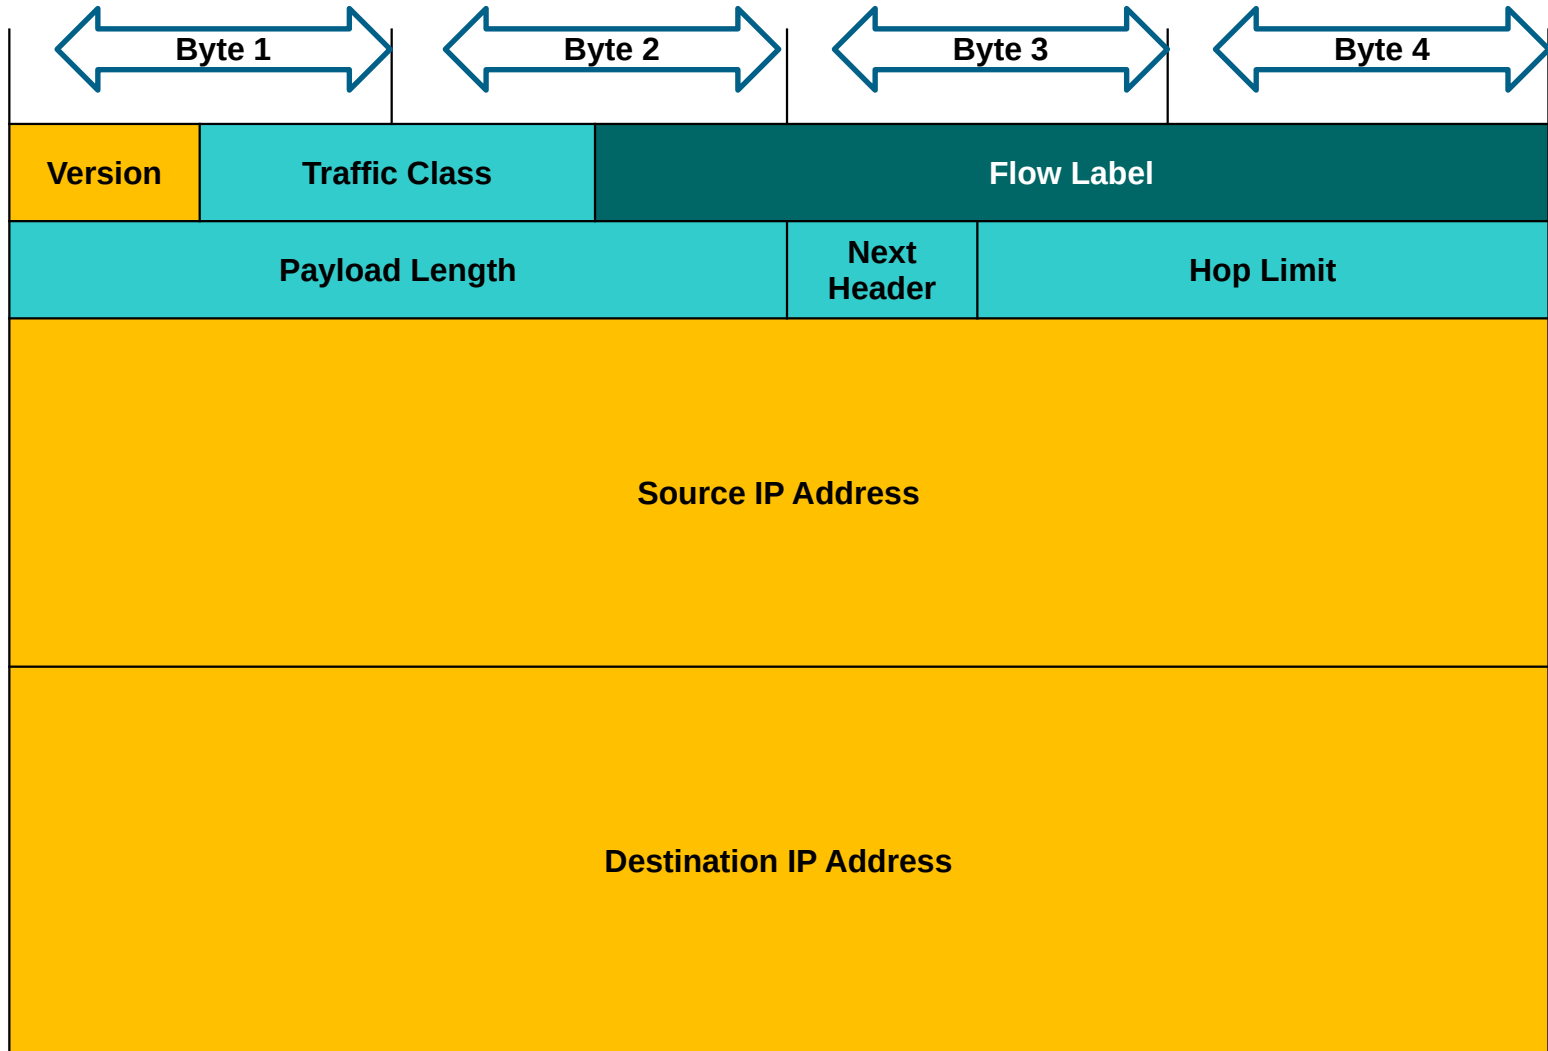 Byte 1
Byte 2
Byte 3
Byte 4
Version
Traffic Class
Flow Label
Payload Length
Next
Header
Hop Limit
Source IP Address
Destination IP Address